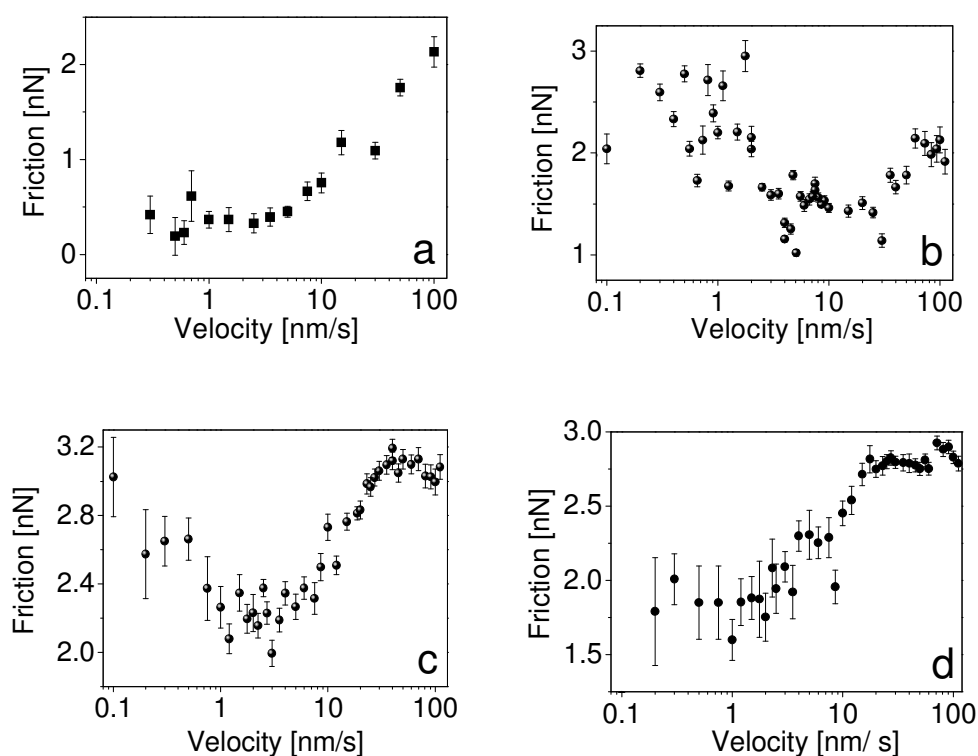 2
1
0
Friction [nN]
a
0.1 1 10 100
Velocity [nm/s]
3
2
1
Friction [nN]
b
0.1 1 10 100
Velocity [nm/s]
3.2
2.8
2.4
2.0
Friction [nN]
c
0.1 1 10 100
Velocity [nm/s]
3.0
2.5
2.0
1.5
Friction [nN]
d
0.1 1 10 100
Velocity [nm/ s]